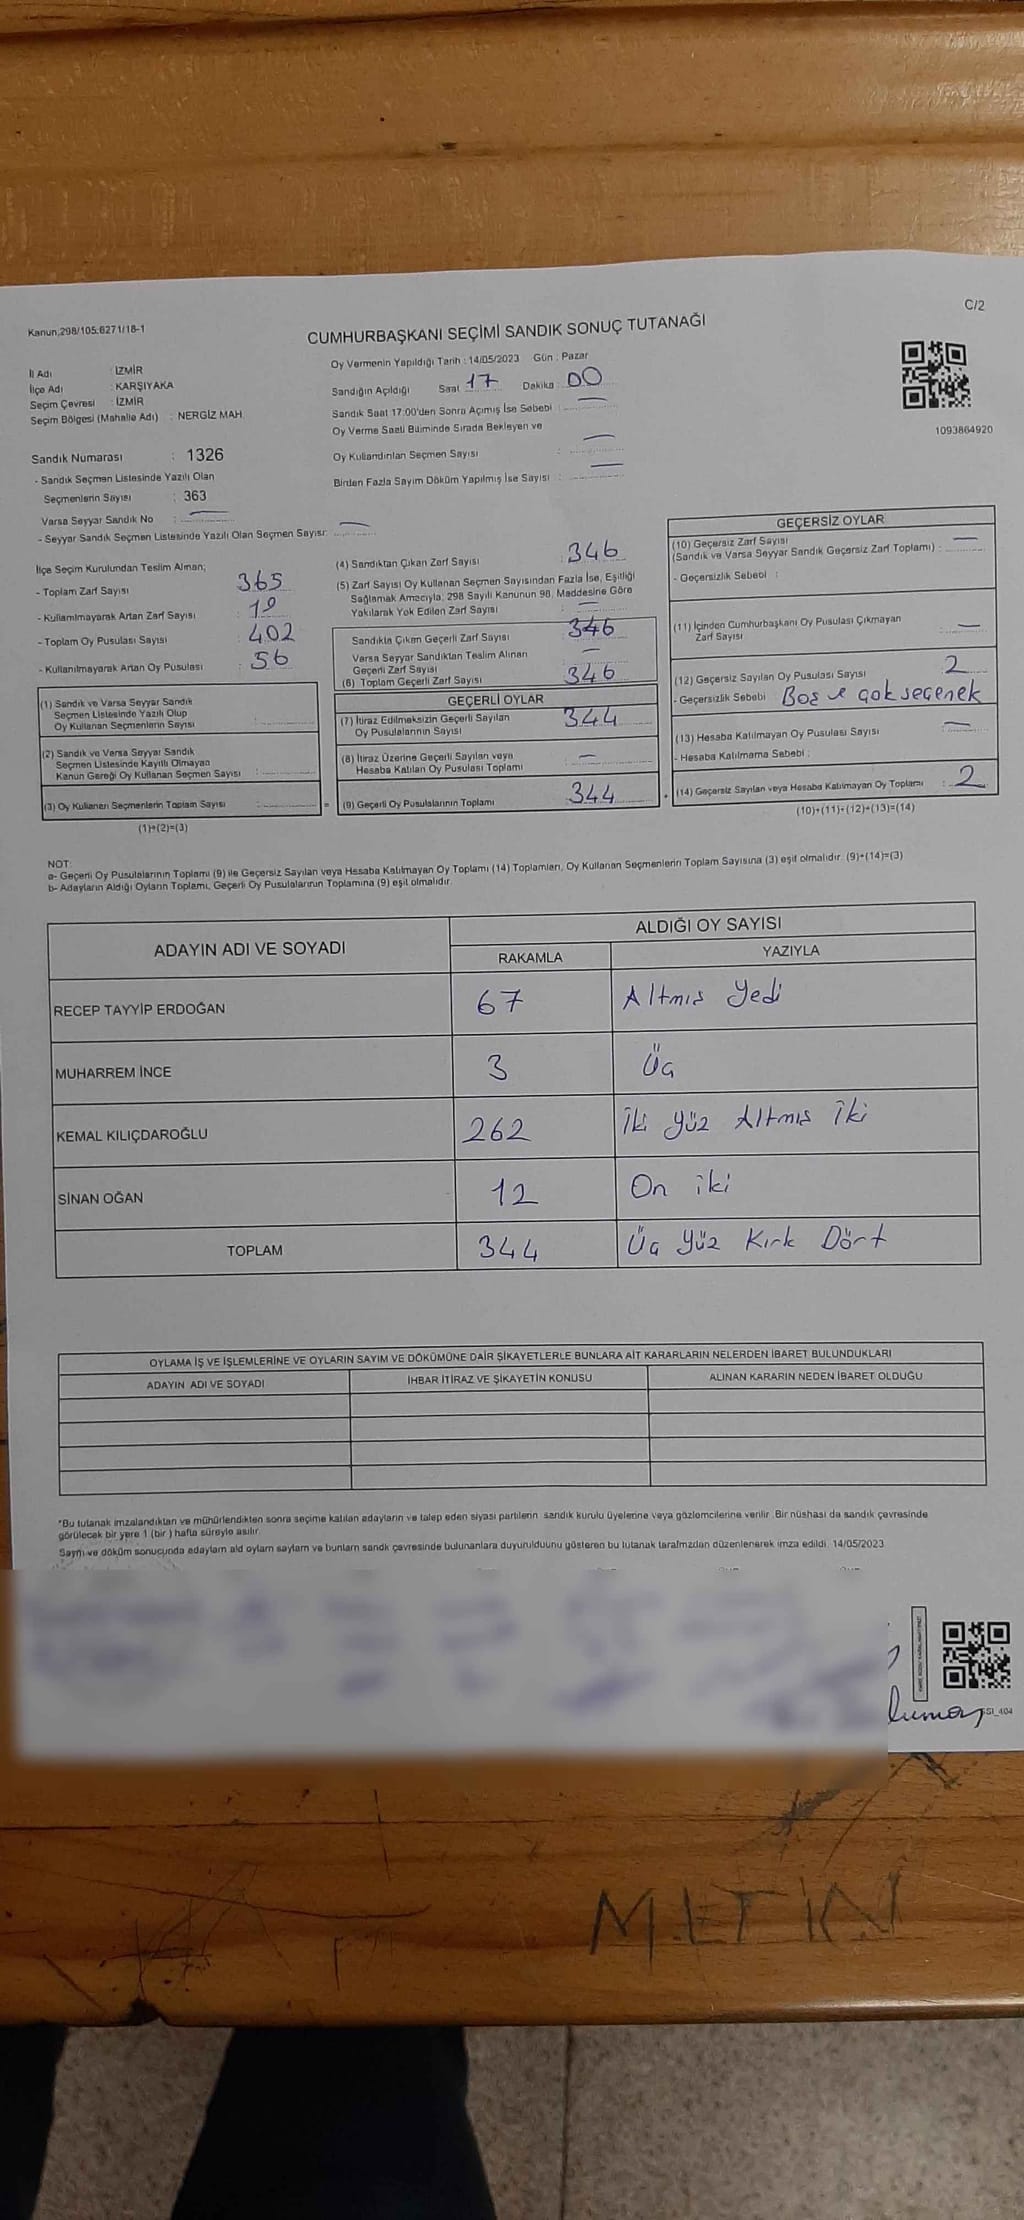 Kanun;298/105;6271/18-1
C/2
CUMHURBAŞKANI SEÇİMİ SANDIK SONUÇ TUTANAĞI
İl Adı : İZMİR
İlçe Adı : KARŞIYAKA
Seçim Çevresi : İZMİR
Seçim Bölgesi (Mahalle Adı) : NERGİZ MAH.
Oy Vermenin Yapıldığı Tarih : 14/05/2023 Gün : Pazar
Sandığın Açıldığı Saat 17 Dakika : 00
Sandık Saat 17:00'den Sonra Açımış İse Sebebi : —
Oy Verme Saati Bitiminde Sırada Bekleyen ve
Oy Kullandırılan Seçmen Sayısı : —
Birden Fazla Sayım Döküm Yapılmış İse Sayısı : —
1093864920
Sandık Numarası : 1326
- Sandık Seçmen Listesinde Yazılı Olan
Seçmenlerin Sayısı : 363
Varsa Seyyar Sandık No : —
- Seyyar Sandık Seçmen Listesinde Yazılı Olan Seçmen Sayısı: —
İlçe Seçim Kurulundan Teslim Alınan;
- Toplam Zarf Sayısı : 365
- Kullanılmayarak Artan Zarf Sayısı : 19
- Toplam Oy Pusulası Sayısı : 402
- Kullanılmayarak Artan Oy Pusulası : 56
(1) Sandık ve Varsa Seyyar Sandık
Seçmen Listesinde Yazılı Olup
Oy Kullanan Seçmenlerin Sayısı :
(2) Sandık ve Varsa Seyyar Sandık
Seçmen Listesinde Kayıtlı Olmayan
Kanun Gereği Oy Kullanan Seçmen Sayısı :
(3) Oy Kullanan Seçmenlerin Toplam Sayısı :
(1)+(2)=(3)
(4) Sandıktan Çıkan Zarf Sayısı 346
(5) Zarf Sayısı Oy Kullanan Seçmen Sayısından Fazla İse, Eşitliği
Sağlamak Amacıyla, 298 Sayılı Kanunun 98. Maddesine Göre
Yakılarak Yok Edilen Zarf Sayısı : —
Sandıkta Çıkan Geçerli Zarf Sayısı 346
Varsa Seyyar Sandıktan Teslim Alınan
Geçerli Zarf Sayısı —
(6) Toplam Geçerli Zarf Sayısı 346
GEÇERLİ OYLAR
(7) İtiraz Edilmeksizin Geçerli Sayılan
Oy Pusulalarının Sayısı 344
(8) İtiraz Üzerine Geçerli Sayılan veya
Hesaba Katılan Oy Pusulası Toplamı : —
(9) Geçerli Oy Pusulalarının Toplamı 344
GEÇERSİZ OYLAR
(10) Geçersiz Zarf Sayısı
(Sandık ve Varsa Seyyar Sandık Geçersiz Zarf Toplamı) : —
- Geçersizlik Sebebi :
(11) İçinden Cumhurbaşkanı Oy Pusulası Çıkmayan
Zarf Sayısı : —
(12) Geçersiz Sayılan Oy Pusulası Sayısı 2
- Geçersizlik Sebebi Boş ve çok seçenek
(13) Hesaba Katılmayan Oy Pusulası Sayısı : —
- Hesaba Katılmama Sebebi :
(14) Geçersiz Sayılan veya Hesaba Katılmayan Oy Toplamı : 2
(10)+(11)+(12)+(13)=(14)
NOT:
a- Geçerli Oy Pusulalarının Toplamı (9) ile Geçersiz Sayılan veya Hesaba Katılmayan Oy Toplamı (14) Toplamları, Oy Kullanan Seçmenlerin Toplam Sayısına (3) eşit olmalıdır. (9)+(14)=(3)
b- Adayların Aldığı Oyların Toplamı, Geçerli Oy Pusulalarının Toplamına (9) eşit olmalıdır.
ADAYIN ADI VE SOYADI
ALDIĞI OY SAYISI
RAKAMLA YAZIYLA
RECEP TAYYİP ERDOĞAN 67 Altmış Yedi
MUHARREM İNCE 3 Üç
KEMAL KILIÇDAROĞLU 262 İki Yüz Altmış İki
SİNAN OĞAN 12 On iki
TOPLAM 344 Üç Yüz Kırk Dört
OYLAMA İŞ VE İŞLEMLERİNE VE OYLARIN SAYIM VE DÖKÜMÜNE DAİR ŞİKAYETLERLE BUNLARA AİT KARARLARIN NELERDEN İBARET BULUNDUKLARI
ADAYIN ADI VE SOYADI İHBAR İTİRAZ VE ŞİKAYETİN KONUSU ALINAN KARARIN NEDEN İBARET OLDUĞU
*Bu tutanak imzalandıktan ve mühürlendikten sonra seçime katılan adayların ve talep eden siyasi partilerin sandık kurulu üyelerine veya gözlemcilerine verilir. Bir nüshası da sandık çevresinde
görülecek bir yere 1 (bir ) hafta süreyle asılır.
Sayım ve döküm sonucunda adayların aldı oyların sayıları ve bunların sandk çevresinde bulunanlara duyurulduunu gösteren bu tutanak tarafımzdan düzenlenerek imza edildi. 14/05/2023
SSI_404
METİN